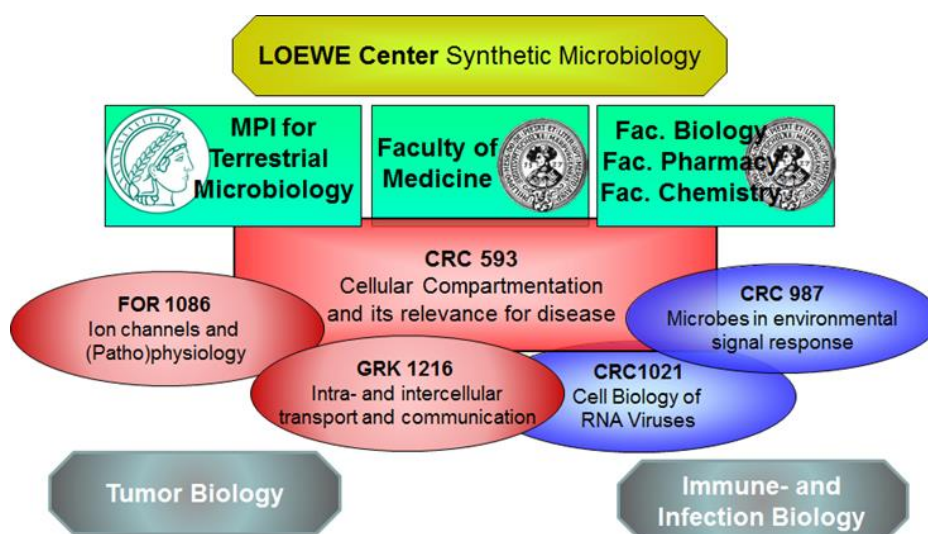 LOEWE Center Synthetic Microbiology
MPI for
Terrestrial
Microbiology
Faculty of
Medicine
Fac. Biology
Fac. Pharmacy
Fac. Chemistry
CRC 593
Cellular Compartmentation
and its relevance for disease
FOR 1086
Ion channels and
(Patho)physiology
CRC 987
Microbes in environmental
signal response
GRK 1216
Intra- and intercellular
transport and communication
CRC1021
Cell Biology of
RNA Viruses
Tumor Biology
Immune- and
Infection Biology